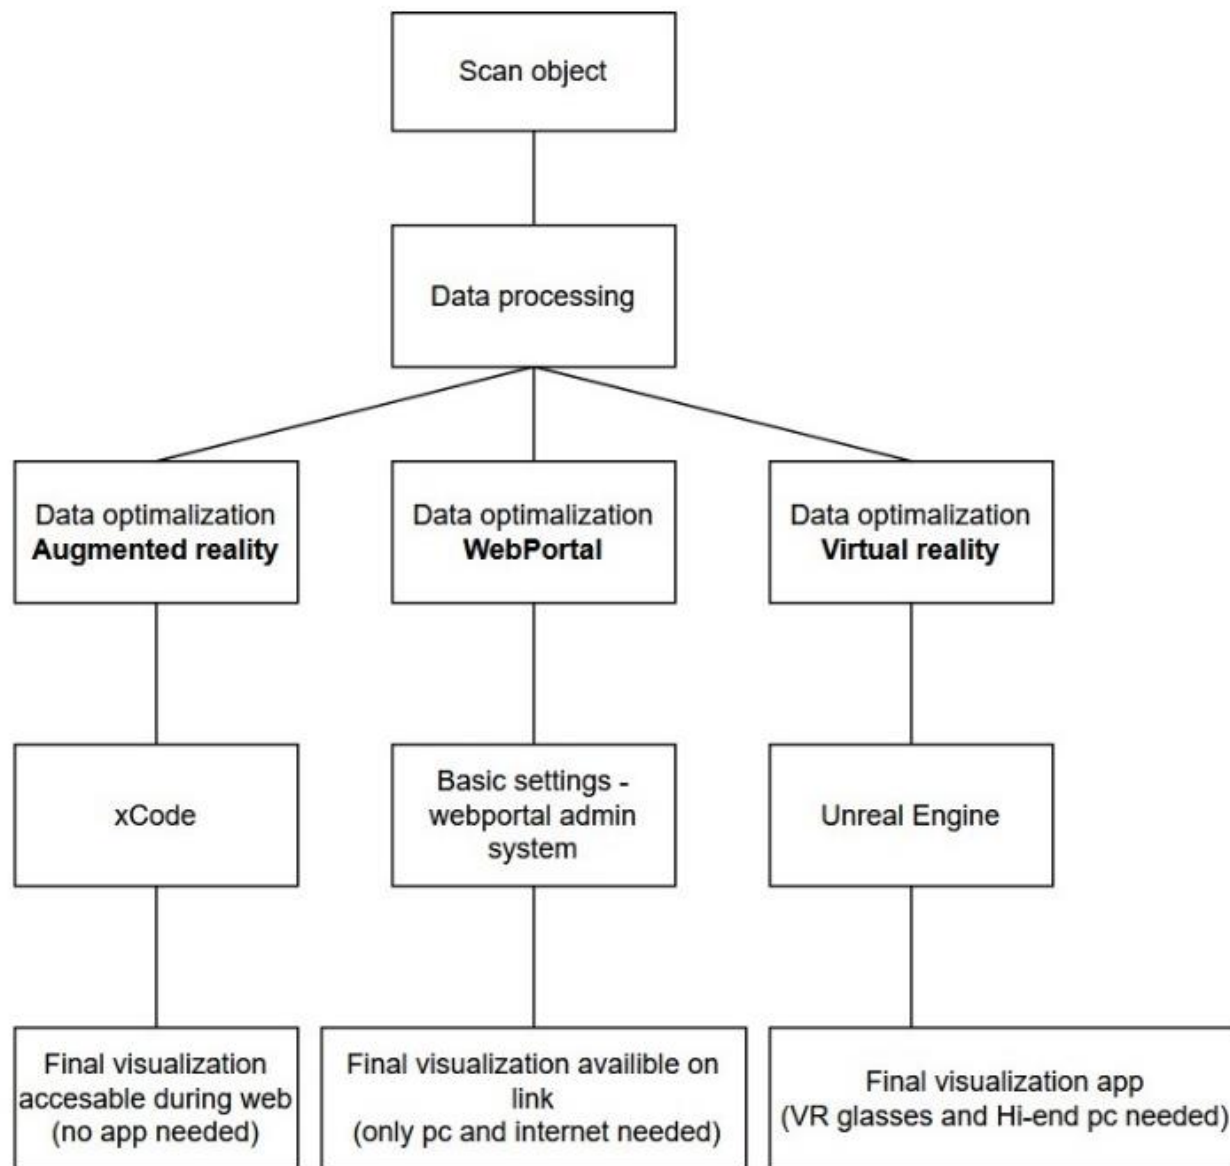 Scan object
Data processing
Data optimalization
Augmented reality
Data optimalization
WebPortal
Data optimalization
Virtual reality
xCode
Basic settings -
webportal admin
system
Unreal Engine
Final visualization
accesable during web
(no app needed)
Final visualization availible on
link
(only pc and internet needed)
Final visualization app
(VR glasses and Hi-end pc needed)